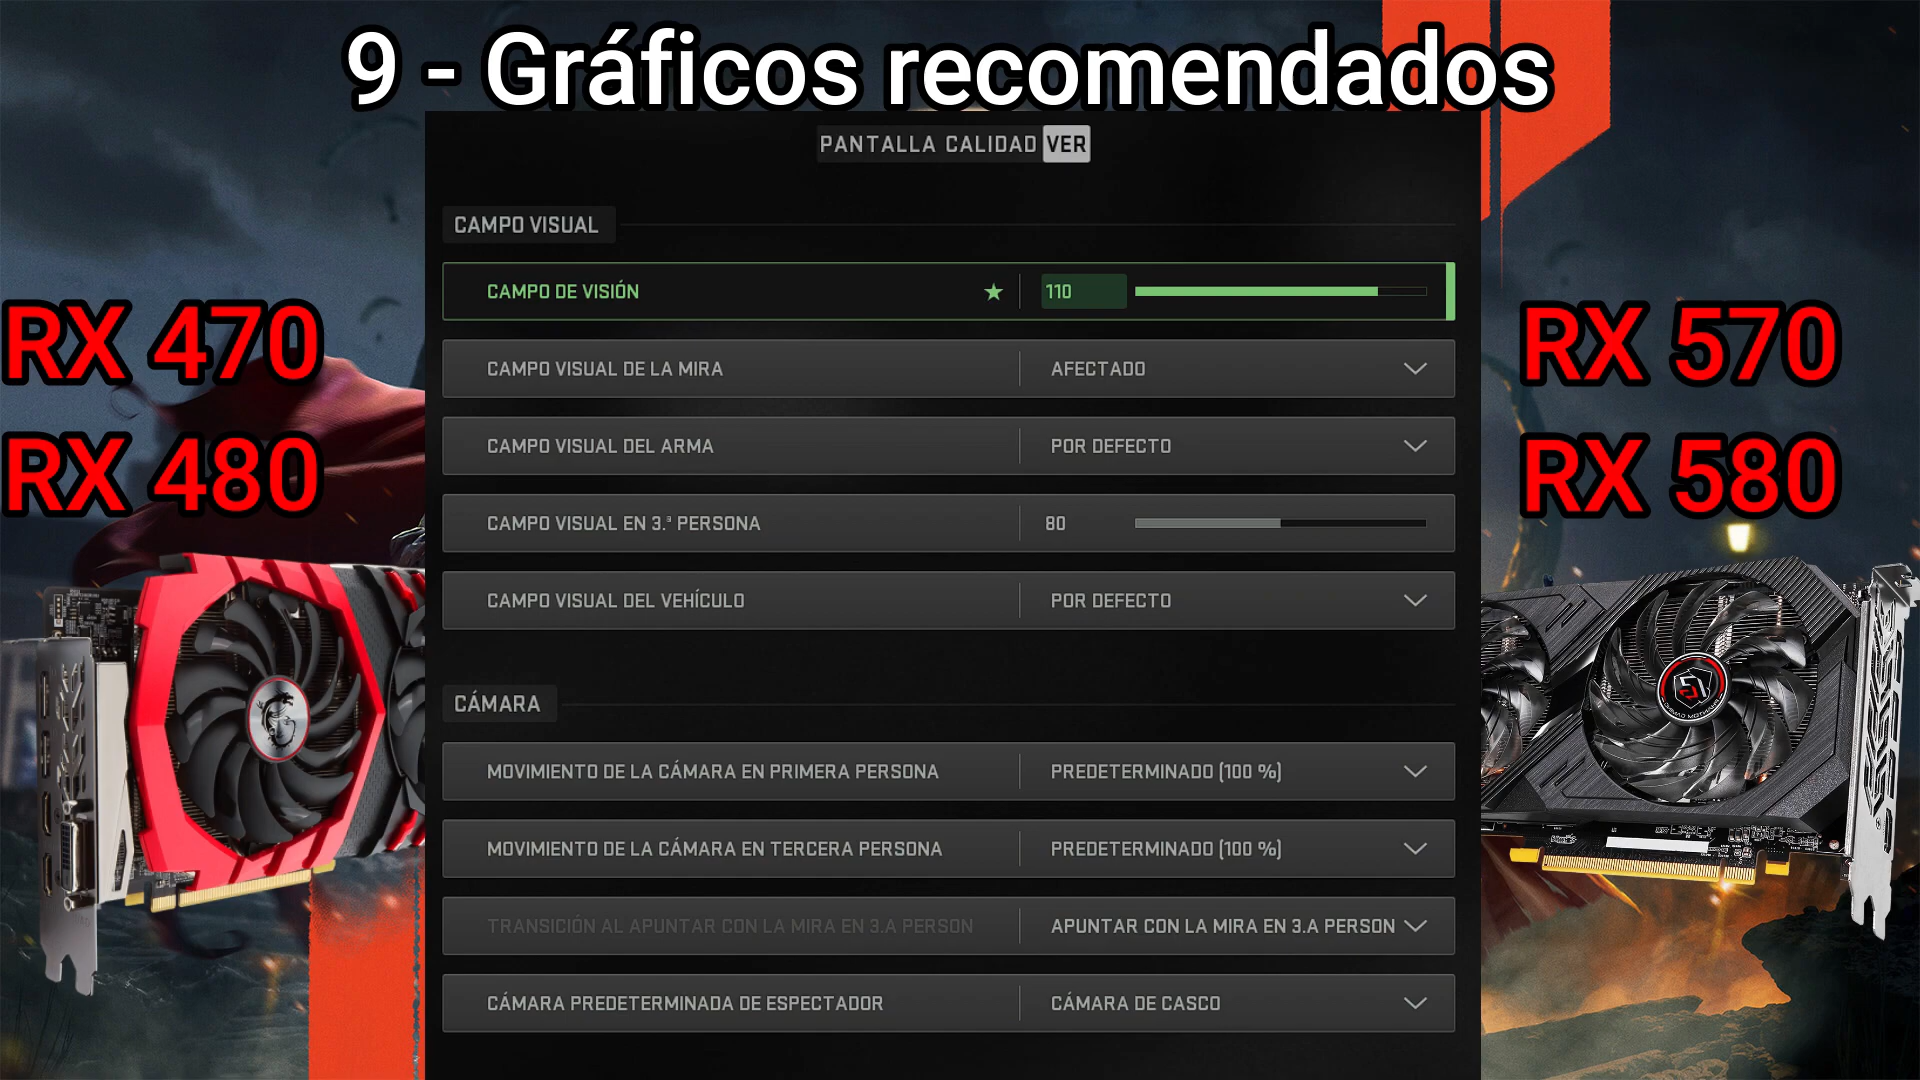 9 - Gráficos recomendados
PANTALLA CALIDAD VER
CAMPO VISUAL
CAMPO DE VISIÓN 110
CAMPO VISUAL DE LA MIRA AFECTADO
CAMPO VISUAL DEL ARMA POR DEFECTO
CAMPO VISUAL EN 3.ª PERSONA 80
CAMPO VISUAL DEL VEHÍCULO POR DEFECTO
CÁMARA
MOVIMIENTO DE LA CÁMARA EN PRIMERA PERSONA PREDETERMINADO (100 %)
MOVIMIENTO DE LA CÁMARA EN TERCERA PERSONA PREDETERMINADO (100 %)
TRANSICIÓN AL APUNTAR CON LA MIRA EN 3.A PERSON APUNTAR CON LA MIRA EN 3.A PERSON
CÁMARA PREDETERMINADA DE ESPECTADOR CÁMARA DE CASCO
RX 470
RX 480
RX 570
RX 580